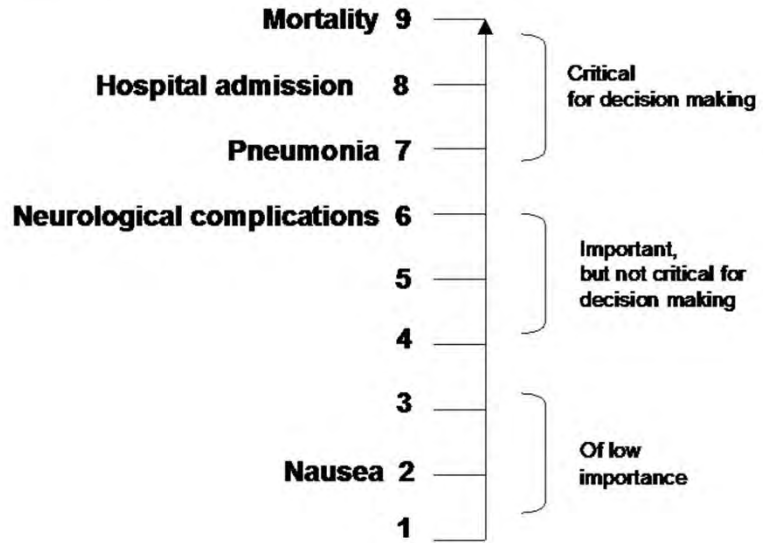 Mortality 9
Hospital admission 8
Critical
for decision making
Pneumonia 7
Neurological complications 6
Important,
but not critical for
decision making
5
4
3
Of low
importance
Nausea 2
1